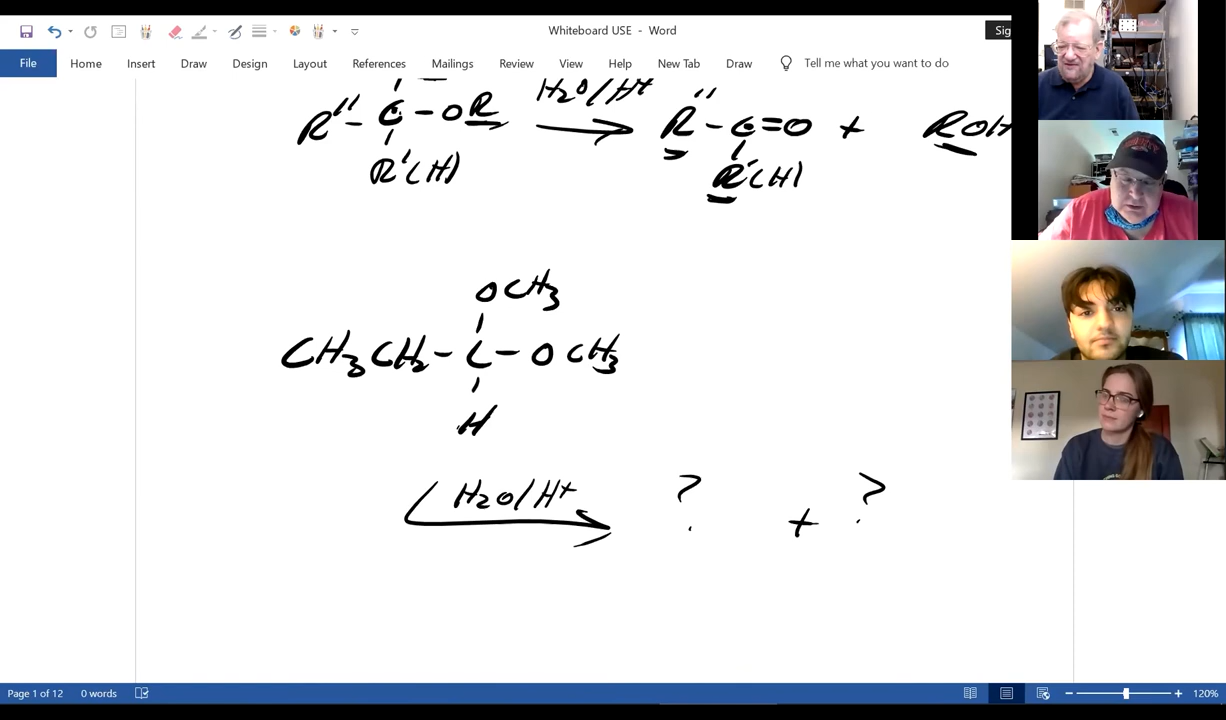 Whiteboard USE - Word
Sig
File Home Insert Draw Design Layout References Mailings Review View Help New Tab Draw Tell me what you want to do
R'' - C - OR H2O/H+ R'' - C=O + ROH
R'(H) R'(H)
OCH3
CH3CH2 - C - OCH3
H
H2O/H+ ? + ?
Page 1 of 12 0 words 120%